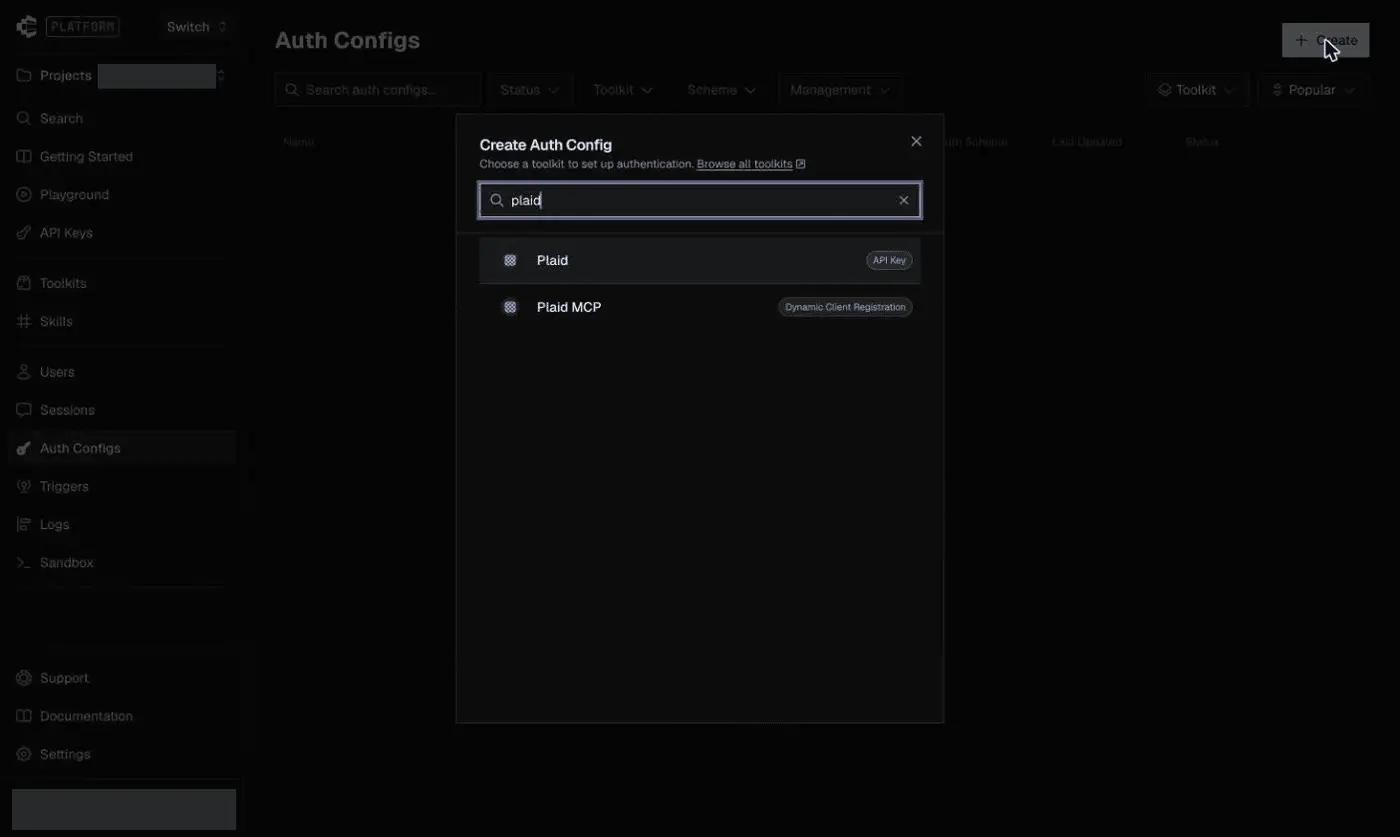 PLATFORM
Switch
Projects
Search
Getting Started
Playground
API Keys
Toolkits
Skills
Users
Sessions
Auth Configs
Triggers
Logs
Sandbox
Support
Documentation
Settings
Auth Configs
Create
Search auth configs...
Status
Toolkit
Scheme
Management
Toolkit
Popular
Name
Auth Scheme
Last Updated
Status
Create Auth Config
Choose a toolkit to set up authentication. Browse all toolkits
plaid
Plaid
API Key
Plaid MCP
Dynamic Client Registration